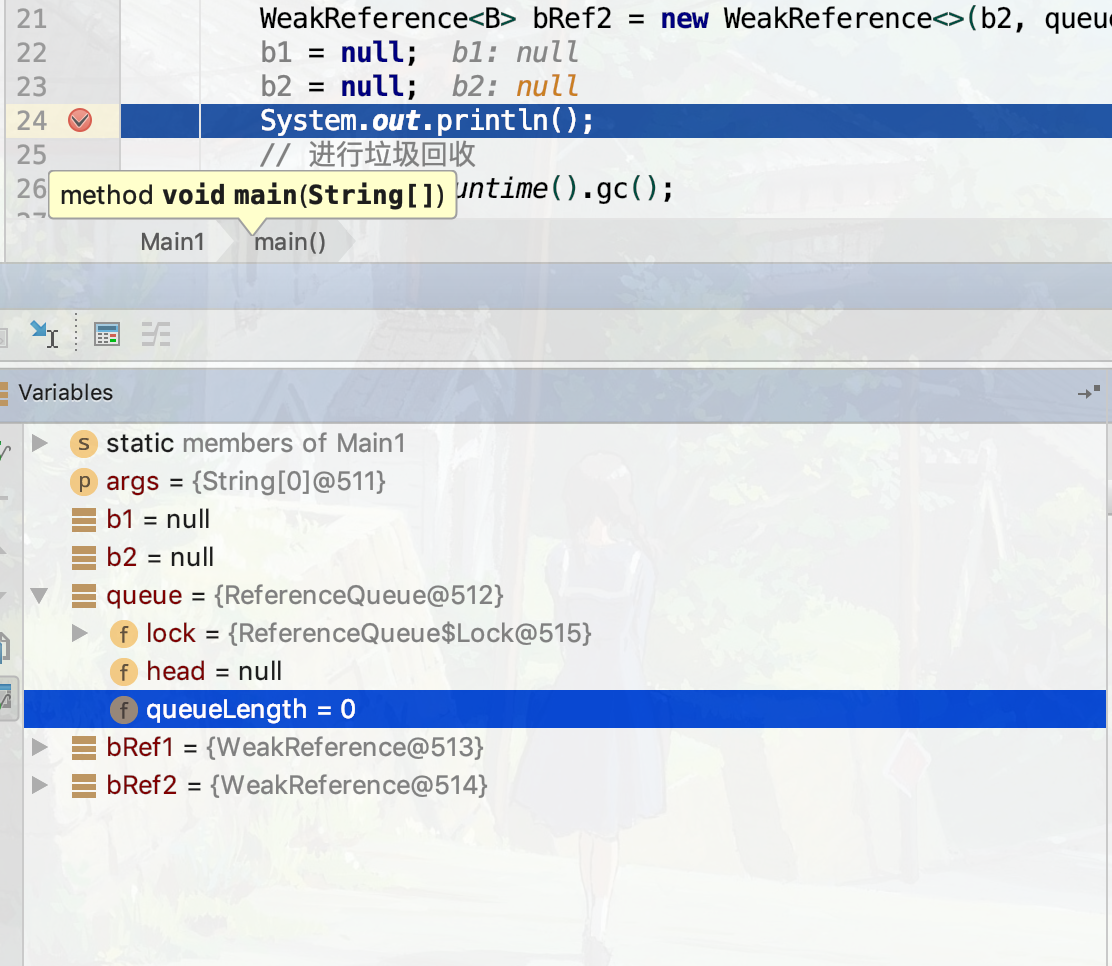 21 WeakReference<B> bRef2 = new WeakReference<>(b2, queue
22 b1 = null; b1: null
23 b2 = null; b2: null
24 System.out.println();
25 // 进行垃圾回收
26 untime().gc();
method void main(String[])
Main1 main()
Variables
s static members of Main1
p args = {String[0]@511}
b1 = null
b2 = null
queue = {ReferenceQueue@512}
f lock = {ReferenceQueue$Lock@515}
f head = null
f queueLength = 0
bRef1 = {WeakReference@513}
bRef2 = {WeakReference@514}